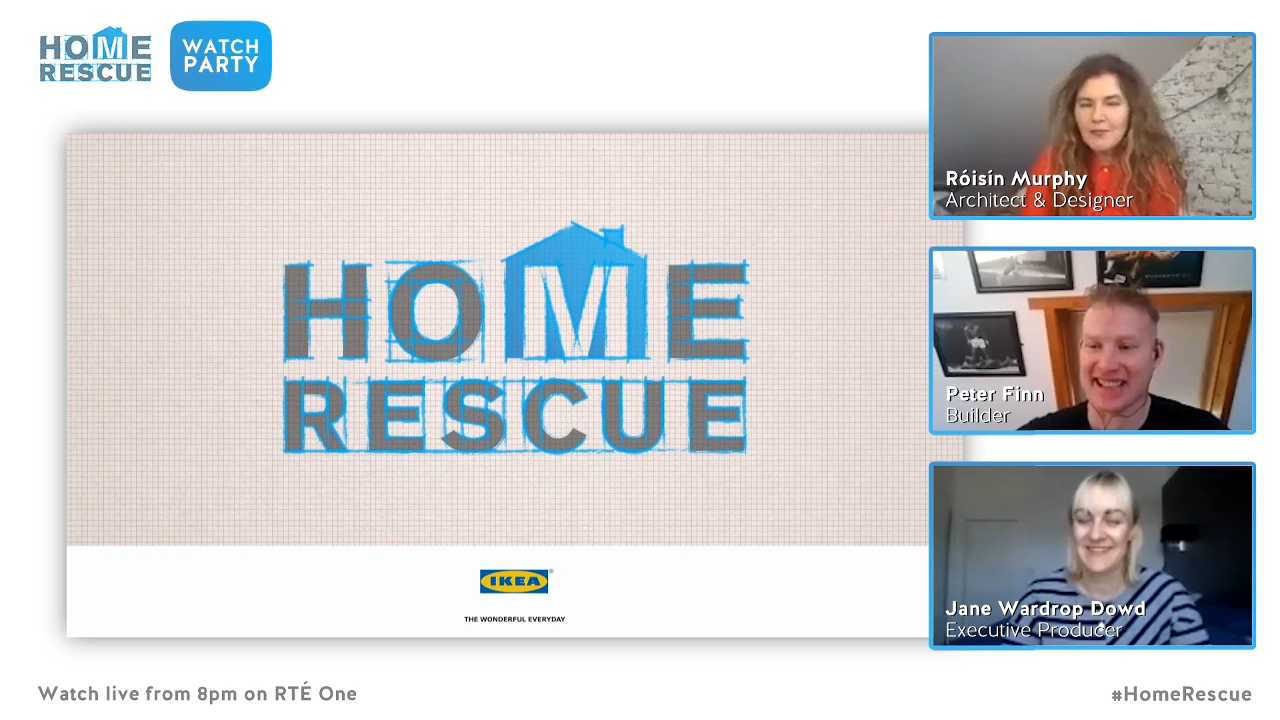 HOME
RESCUE
WATCH
PARTY
HOME
RESCUE
IKEA
THE WONDERFUL EVERYDAY
Róisín Murphy
Architect & Designer
Peter Finn
Builder
Jane Wardrop Dowd
Executive Producer
Watch live from 8pm on RTÉ One
#HomeRescue